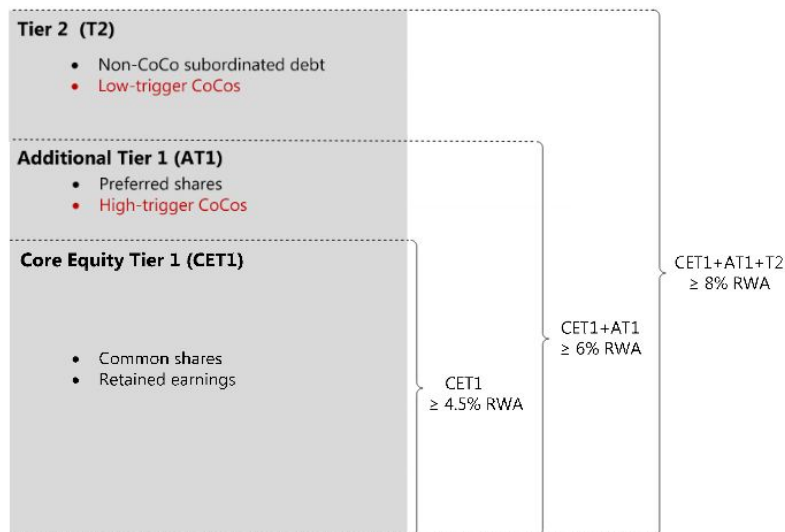 Tier 2 (T2)
• Non-CoCo subordinated debt
• Low-trigger CoCos
Additional Tier 1 (AT1)
• Preferred shares
• High-trigger CoCos
Core Equity Tier 1 (CET1)
• Common shares
• Retained earnings
CET1
≥ 4.5% RWA
CET1+AT1
≥ 6% RWA
CET1+AT1+T2
≥ 8% RWA